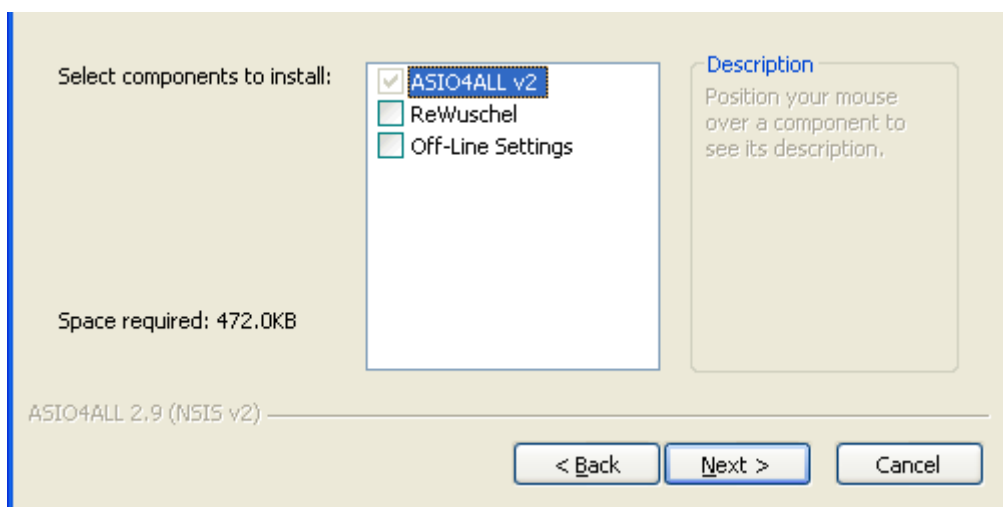 Select components to install:
ASIO4ALL v2
ReWuschel
Off-Line Settings
Description
Position your mouse
over a component to
see its description.
Space required: 472.0KB
ASIO4ALL 2.9 (NSIS v2)
< Back
Next >
Cancel